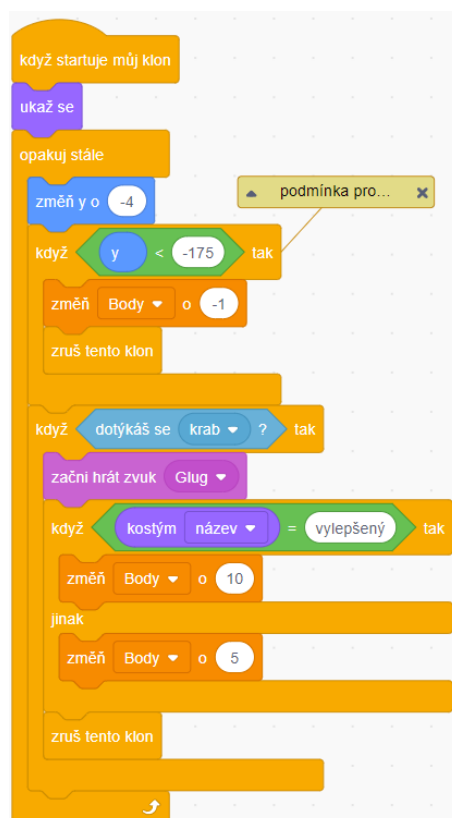 když startuje můj klon
ukaž se
opakuj stále
změň y o -4
podmínka pro...
když y < -175 tak
změň Body o -1
zruš tento klon
když dotýkáš se krab ? tak
začni hrát zvuk Glug
když kostým název = vylepšený tak
změň Body o 10
jinak
změň Body o 5
zruš tento klon